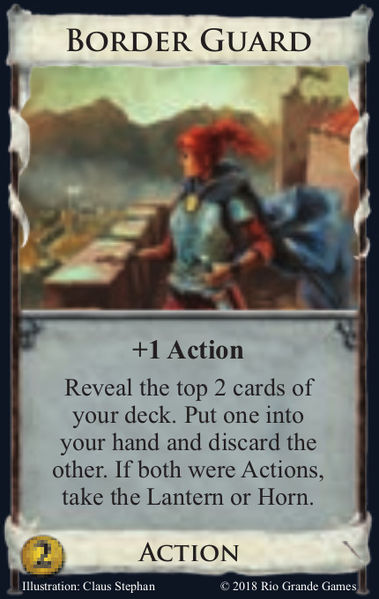 BORDER GUARD
+1 Action
Reveal the top 2 cards of
your deck. Put one into
your hand and discard the
other. If both were Actions,
take the Lantern or Horn.
2
ACTION
Illustration: Claus Stephan © 2018 Rio Grande Games